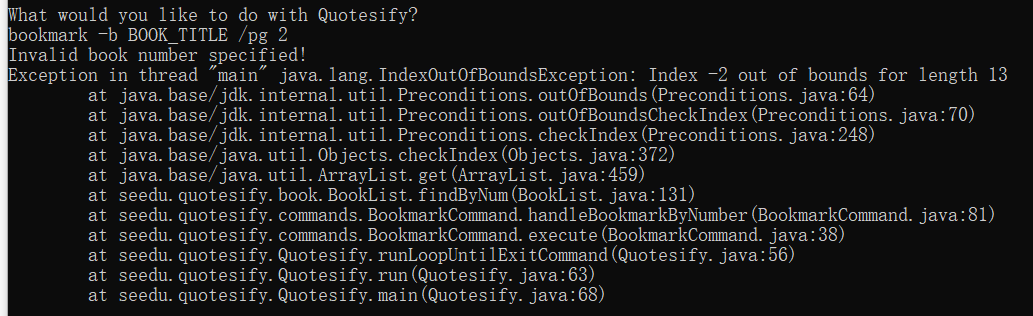 What would you like to do with Quotesify?
bookmark -b BOOK_TITLE /pg 2
Invalid book number specified!
Exception in thread "main" java.lang.IndexOutOfBoundsException: Index -2 out of bounds for length 13
        at java.base/jdk.internal.util.Preconditions.outOfBounds(Preconditions.java:64)
        at java.base/jdk.internal.util.Preconditions.outOfBoundsCheckIndex(Preconditions.java:70)
        at java.base/jdk.internal.util.Preconditions.checkIndex(Preconditions.java:248)
        at java.base/java.util.Objects.checkIndex(Objects.java:372)
        at java.base/java.util.ArrayList.get(ArrayList.java:459)
        at seedu.quotesify.book.BookList.findByNum(BookList.java:131)
        at seedu.quotesify.commands.BookmarkCommand.handleBookmarkByNumber(BookmarkCommand.java:81)
        at seedu.quotesify.commands.BookmarkCommand.execute(BookmarkCommand.java:38)
        at seedu.quotesify.Quotesify.runLoopUntilExitCommand(Quotesify.java:56)
        at seedu.quotesify.Quotesify.run(Quotesify.java:63)
        at seedu.quotesify.Quotesify.main(Quotesify.java:68)